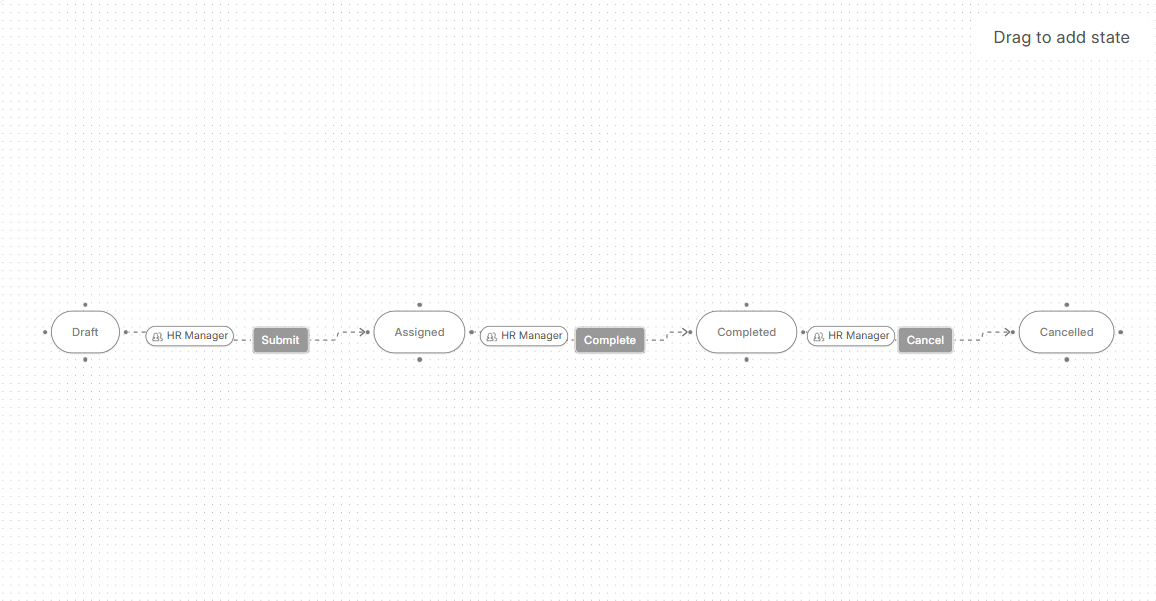 Drag to add state
Draft
HR Manager
Submit
Assigned
HR Manager
Complete
Completed
HR Manager
Cancel
Cancelled